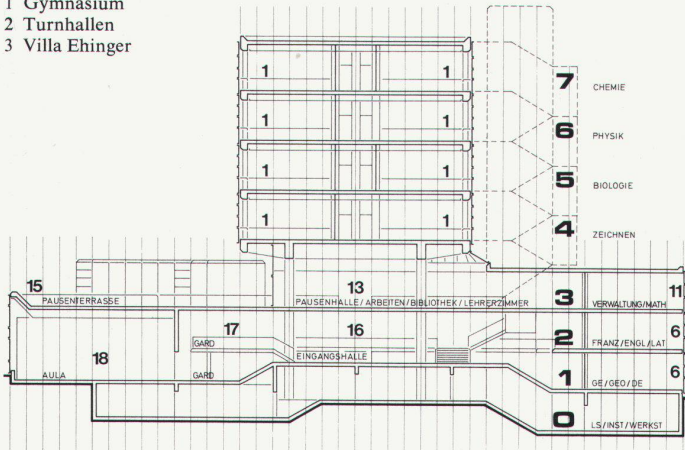 1 Gymnasium
2 Turnhallen
3 Villa Ehinger
1 1 7 CHEMIE
1 1 6 PHYSIK
1 1 5 BIOLOGIE
1 1 4 ZEICHNEN
15 13 11
PAUSENTERRASSE PAUSENHALLE/ARBEITEN/BIBLIOTHEK/LEHRERZIMMER 3 VERWALTUNG/MATH
17 16 6
GARD 2 FRANZ/ENGL/LAT
18 EINGANGSHALLE 6
AULA GARD 1 GE/GEO/DE
0 LS/INST/WERKST